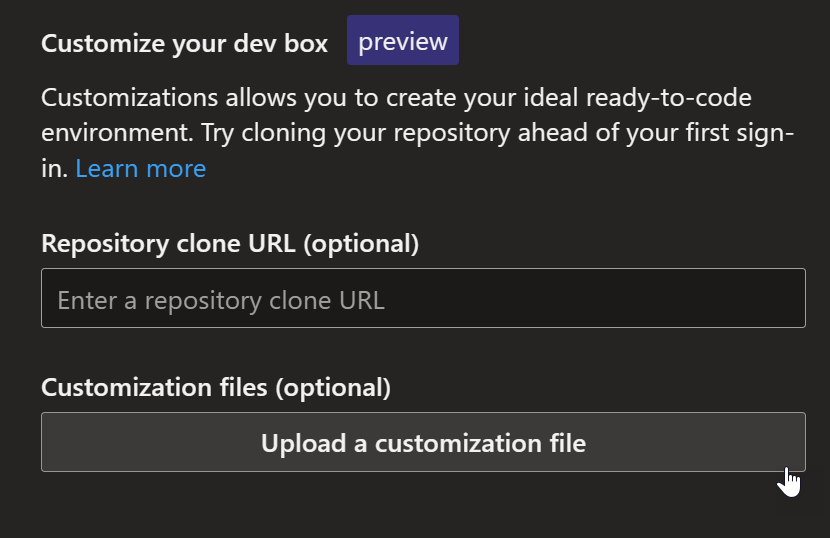 Customize your dev box preview
Customizations allows you to create your ideal ready-to-code
environment. Try cloning your repository ahead of your first sign-
in. Learn more
Repository clone URL (optional)
Enter a repository clone URL
Customization files (optional)
Upload a customization file